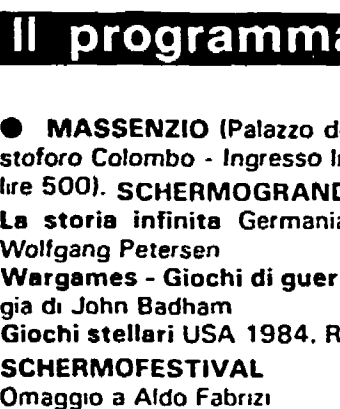 Il programma
● MASSENZIO (Palazzo d
stoforo Colombo - Ingresso l
lire 500). SCHERMOGRAND
La storia infinita Germania
Wolfgang Petersen
Wargames - Giochi di guer
gia di John Badham
Giochi stellari USA 1984. R
SCHERMOFESTIVAL
Omaggio a Aldo Fabrizi